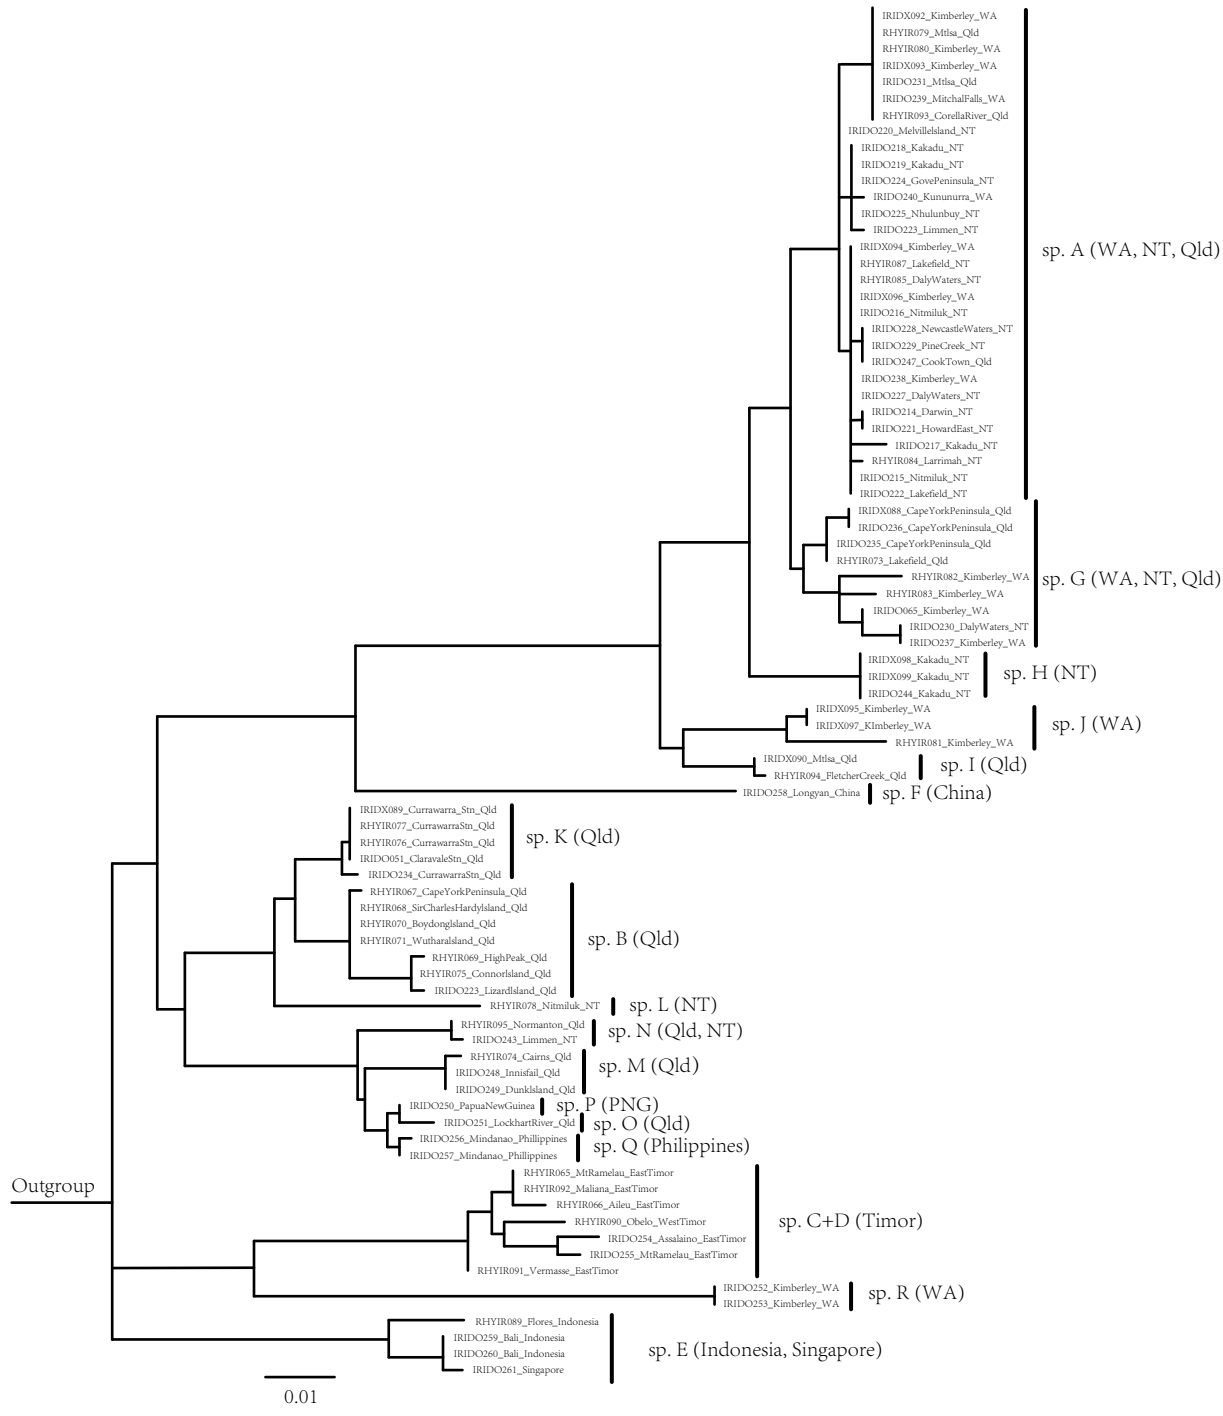 IRIDX092_Kimberley_WA
RHYIR079_MtIsa_Qld
RHYIR080_Kimberley_WA
IRIDX093_Kimberley_WA
IRIDO231_MtIsa_Qld
IRIDO239_MitchalFalls_WA
RHYIR093_CorellaRiver_Qld
IRIDO220_MelvilleIsland_NT
IRIDO218_Kakadu_NT
IRIDO219_Kakadu_NT
IRIDO224_GovePeninsula_NT
IRIDO240_Kununurra_WA
IRIDO225_Nhulunbuy_NT
IRIDO223_Limmen_NT
IRIDX094_Kimberley_WA
sp. A (WA, NT, Qld)
RHYIR087_Lakefield_NT
RHYIR085_DalyWaters_NT
IRIDX096_Kimberley_WA
IRIDO216_Nitmiluk_NT
IRIDO228_NewcastleWaters_NT
IRIDO229_PineCreek_NT
IRIDO247_CookTown_Qld
IRIDO238_Kimberley_WA
IRIDO227_DalyWaters_NT
IRIDO214_Darwin_NT
IRIDO221_HowardEast_NT
IRIDO217_Kakadu_NT
RHYIR084_Larrimah_NT
IRIDO215_Nitmiluk_NT
IRIDO222_Lakefield_NT
IRIDX088_CapeYorkPeninsula_Qld
IRIDO236_CapeYorkPeninsula_Qld
IRIDO235_CapeYorkPeninsula_Qld
RHYIR073_Lakefield_Qld
RHYIR082_Kimberley_WA
sp. G (WA, NT, Qld)
RHYIR083_Kimberley_WA
IRIDO065_Kimberley_WA
IRIDO230_DalyWaters_NT
IRIDO237_Kimberley_WA
IRIDX098_Kakadu_NT
IRIDX099_Kakadu_NT
sp. H (NT)
IRIDO244_Kakadu_NT
IRIDX095_Kimberley_WA
IRIDX097_KImberley_WA
sp. J (WA)
RHYIR081_Kimberley_WA
IRIDX090_MtIsa_Qld
sp. I (Qld)
RHYIR094_FletcherCreek_Qld
IRIDO258_Longyan_China
sp. F (China)
IRIDX089_Currawarra_Stn_Qld
RHYIR077_CurrawarraStn_Qld
sp. K (Qld)
RHYIR076_CurrawarraStn_Qld
IRIDO051_ClaravaleStn_Qld
IRIDO234_CurrawarraStn_Qld
RHYIR067_CapeYorkPeninsula_Qld
RHYIR068_SirCharlesHardyIsland_Qld
RHYIR070_BoydongIsland_Qld
RHYIR071_WutharaIsland_Qld
sp. B (Qld)
RHYIR069_HighPeak_Qld
RHYIR075_ConnorIsland_Qld
IRIDO223_LizardIsland_Qld
RHYIR078_Nitmiluk_NT
sp. L (NT)
RHYIR095_Normanton_Qld
sp. N (Qld, NT)
IRIDO243_Limmen_NT
RHYIR074_Cairns_Qld
sp. M (Qld)
IRIDO248_Innisfail_Qld
IRIDO249_DunkIsland_Qld
IRIDO250_PapuaNewGuinea
sp. P (PNG)
IRIDO251_LockhartRiver_Qld
sp. O (Qld)
IRIDO256_Mindanao_Phillippines
sp. Q (Philippines)
IRIDO257_Mindanao_Phillippines
RHYIR065_MtRamelau_EastTimor
Outgroup
RHYIR092_Maliana_EastTimor
RHYIR066_Aileu_EastTimor
RHYIR090_Obelo_WestTimor
sp. C+D (Timor)
IRIDO254_Assalaino_EastTimor
IRIDO255_MtRamelau_EastTimor
RHYIR091_Vermasse_EastTimor
IRIDO252_Kimberley_WA
sp. R (WA)
IRIDO253_Kimberley_WA
RHYIR089_Flores_Indonesia
IRIDO259_Bali_Indonesia
sp. E (Indonesia, Singapore)
IRIDO260_Bali_Indonesia
IRIDO261_Singapore
0.01